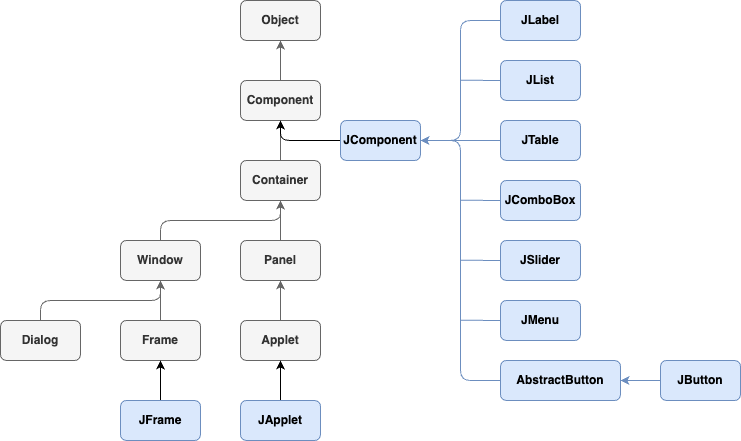 Object
JLabel
Component
JList
JComponent
JTable
Container
JComboBox
Window
Panel
JSlider
Dialog
Frame
Applet
JMenu
AbstractButton
JButton
JFrame
JApplet